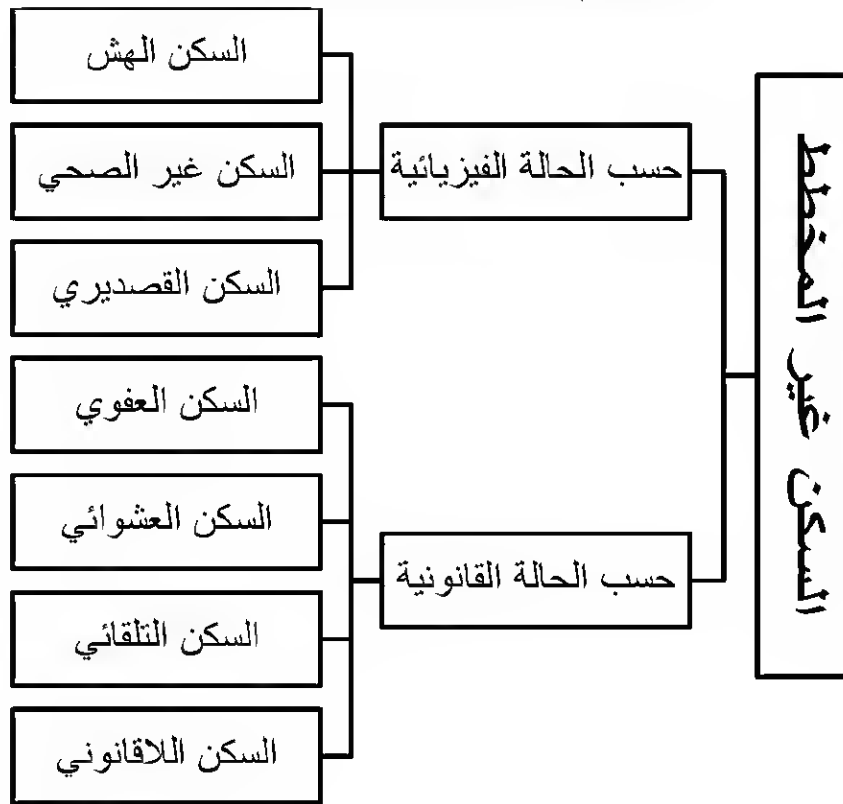 السكن غير المخطط
حسب الحالة الفيزيائية
السكن الهش
السكن غير الصحي
السكن القصديري
حسب الحالة القانونية
السكن العفوي
السكن العشوائي
السكن التلقائي
السكن اللاقانوني